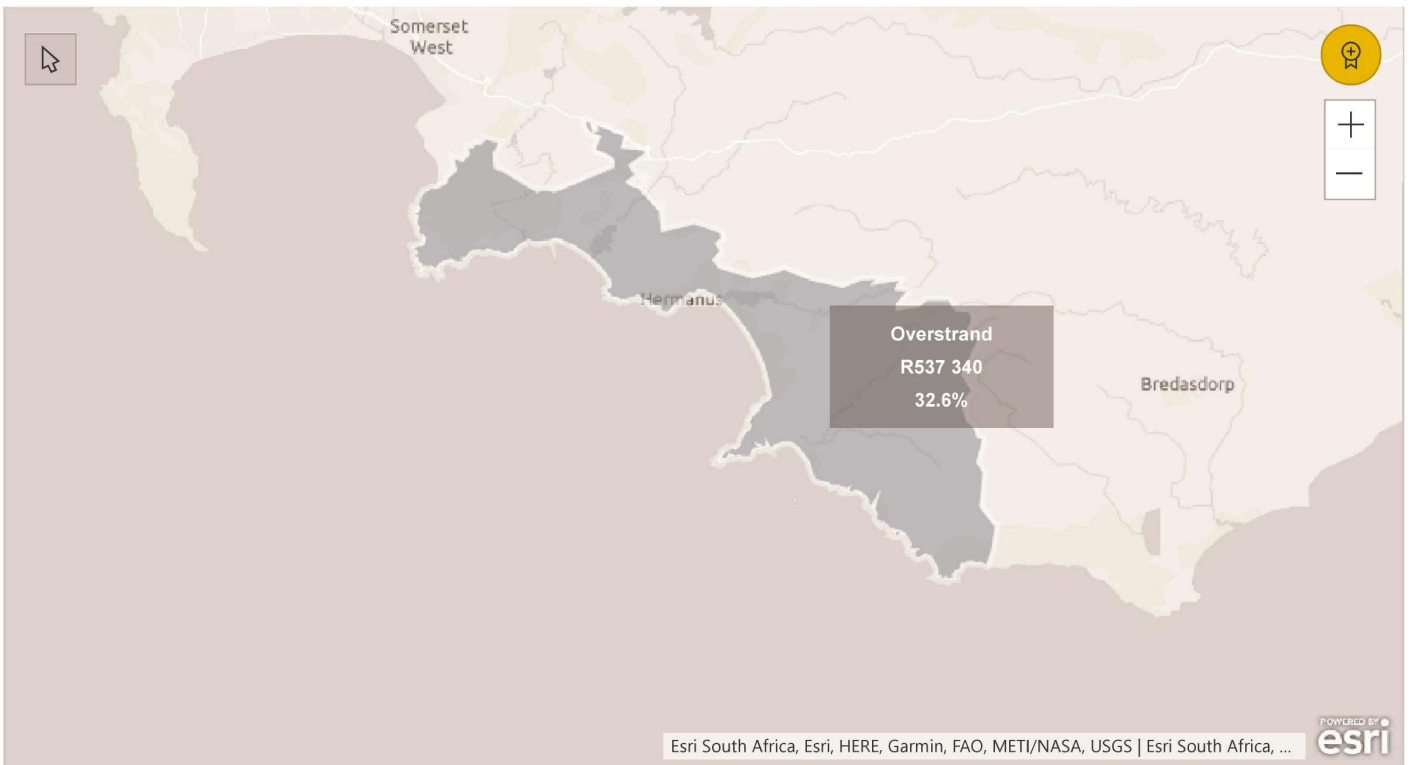 Somerset
West
Hermanus
Overstrand
R537 340
32.6%
Bredasdorp
Esri South Africa, Esri, HERE, Garmin, FAO, METI/NASA, USGS | Esri South Africa, ...
POWERED BY
esri